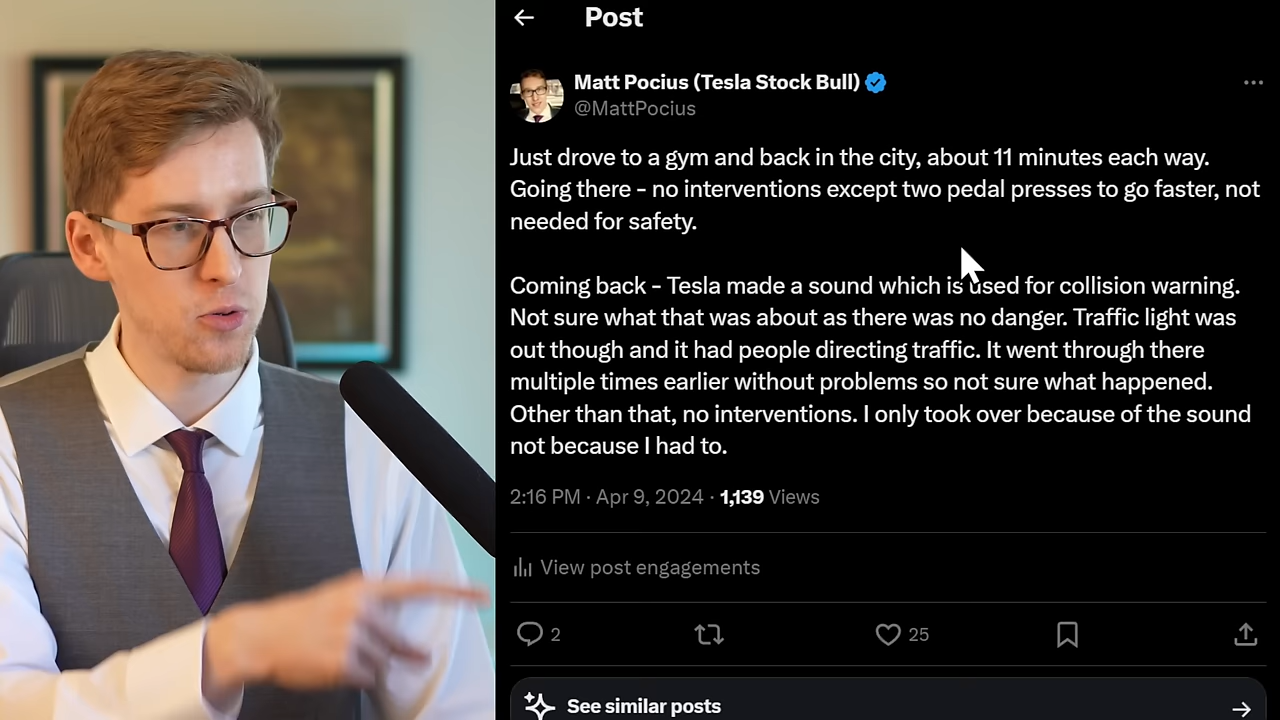 Post
Matt Pocius (Tesla Stock Bull)
@MattPocius
Just drove to a gym and back in the city, about 11 minutes each way.
Going there - no interventions except two pedal presses to go faster, not
needed for safety.
Coming back - Tesla made a sound which is used for collision warning.
Not sure what that was about as there was no danger. Traffic light was
out though and it had people directing traffic. It went through there
multiple times earlier without problems so not sure what happened.
Other than that, no interventions. I only took over because of the sound
not because I had to.
2:16 PM · Apr 9, 2024 · 1,139 Views
View post engagements
2
25
See similar posts